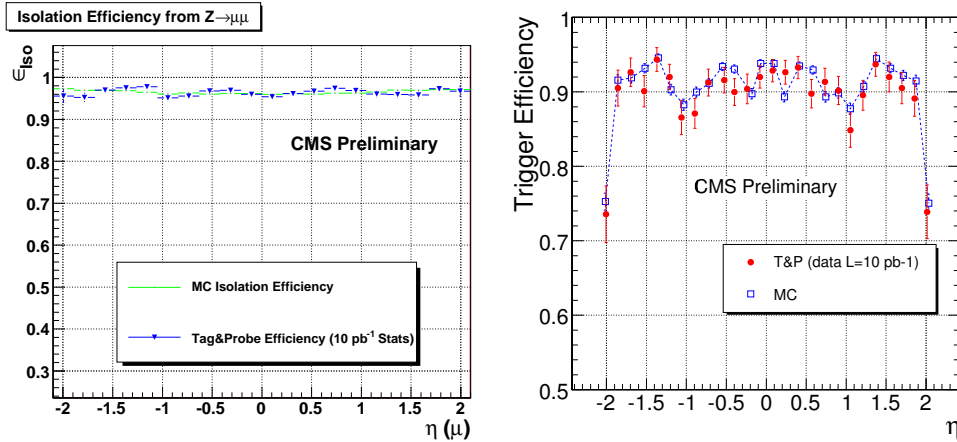 Isolation Efficiency from Z→μμ
ϵIso
1
0.9
0.8
0.7
0.6
0.5
0.4
0.3
CMS Preliminary
MC Isolation Efficiency
Tag&Probe Efficiency (10 pb⁻¹ Stats)
-2 -1.5 -1 -0.5 0 0.5 1 1.5 2
η (μ)
Trigger Efficiency
1
0.9
0.8
0.7
0.6
0.5
CMS Preliminary
T&P (data L=10 pb-1)
MC
-2 -1.5 -1 -0.5 0 0.5 1 1.5 2
η